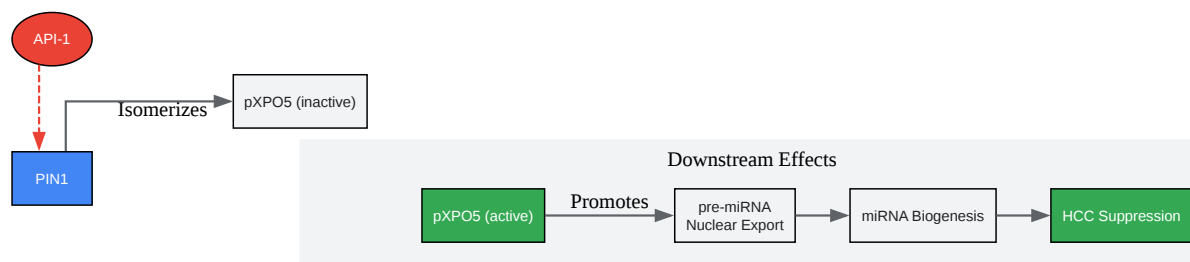 API-1
Isomerizes
pXPO5 (inactive)
PIN1
Downstream Effects
pXPO5 (active)
Promotes
pre-miRNA
Nuclear Export
miRNA Biogenesis
HCC Suppression